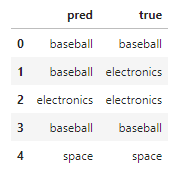 pred true
0 baseball baseball
1 baseball electronics
2 electronics electronics
3 baseball baseball
4 space space